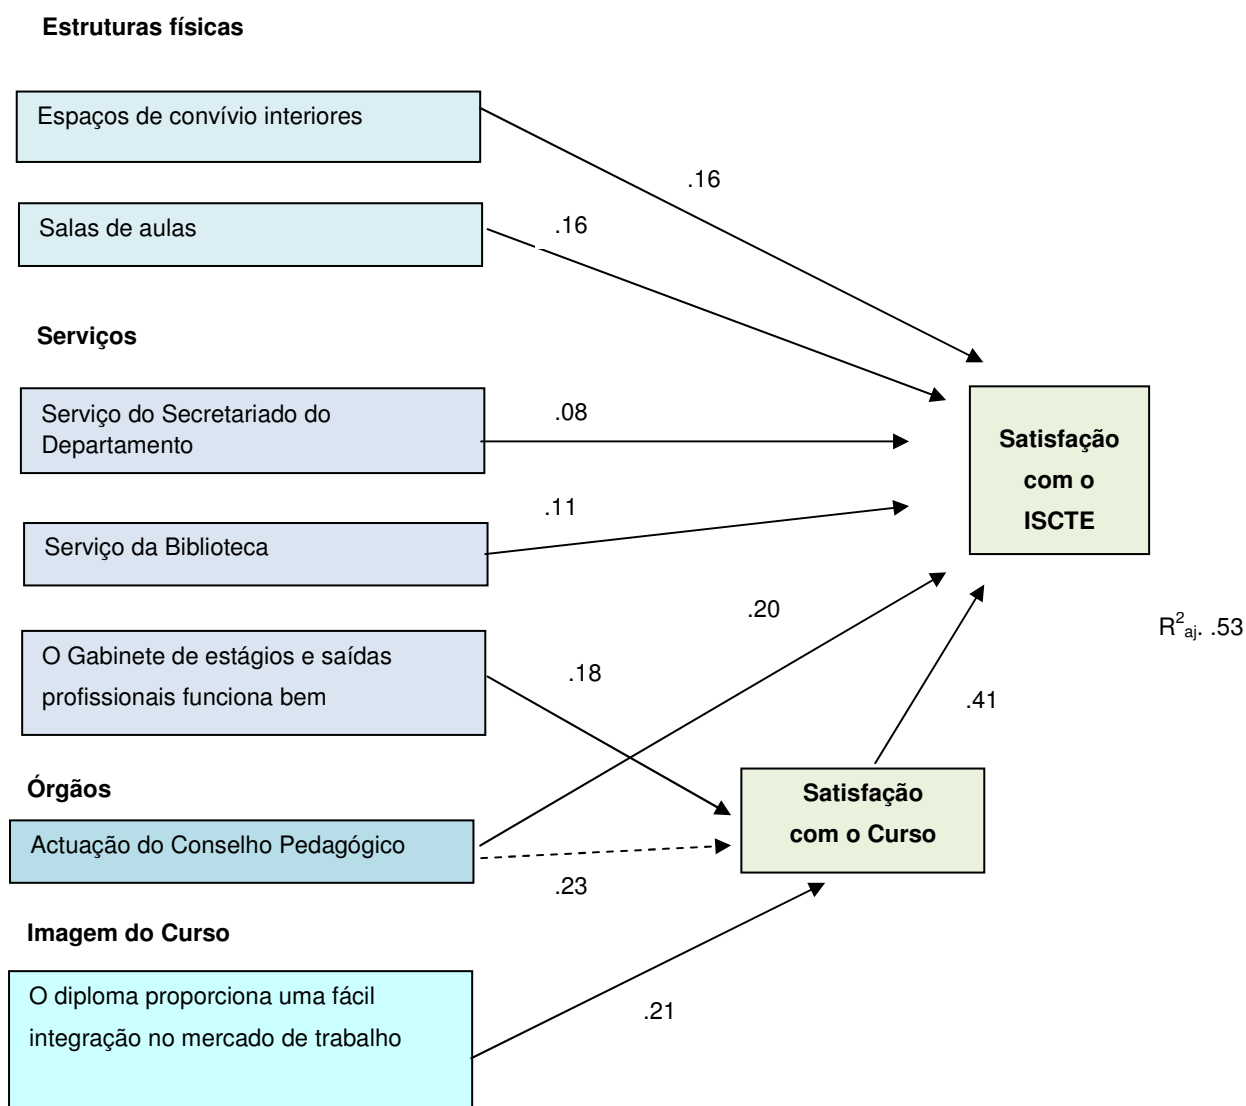 Estruturas físicas
Espaços de convívio interiores
.16
Salas de aulas
.16
Serviços
Serviço do Secretariado do
Departamento
.08
Satisfação
com o
ISCTE
Serviço da Biblioteca
.11
.20
R²aj. .53
O Gabinete de estágios e saídas
profissionais funciona bem
.18
.41
Órgãos
Actuação do Conselho Pedagógico
Satisfação
com o Curso
.23
Imagem do Curso
O diploma proporciona uma fácil
integração no mercado de trabalho
.21